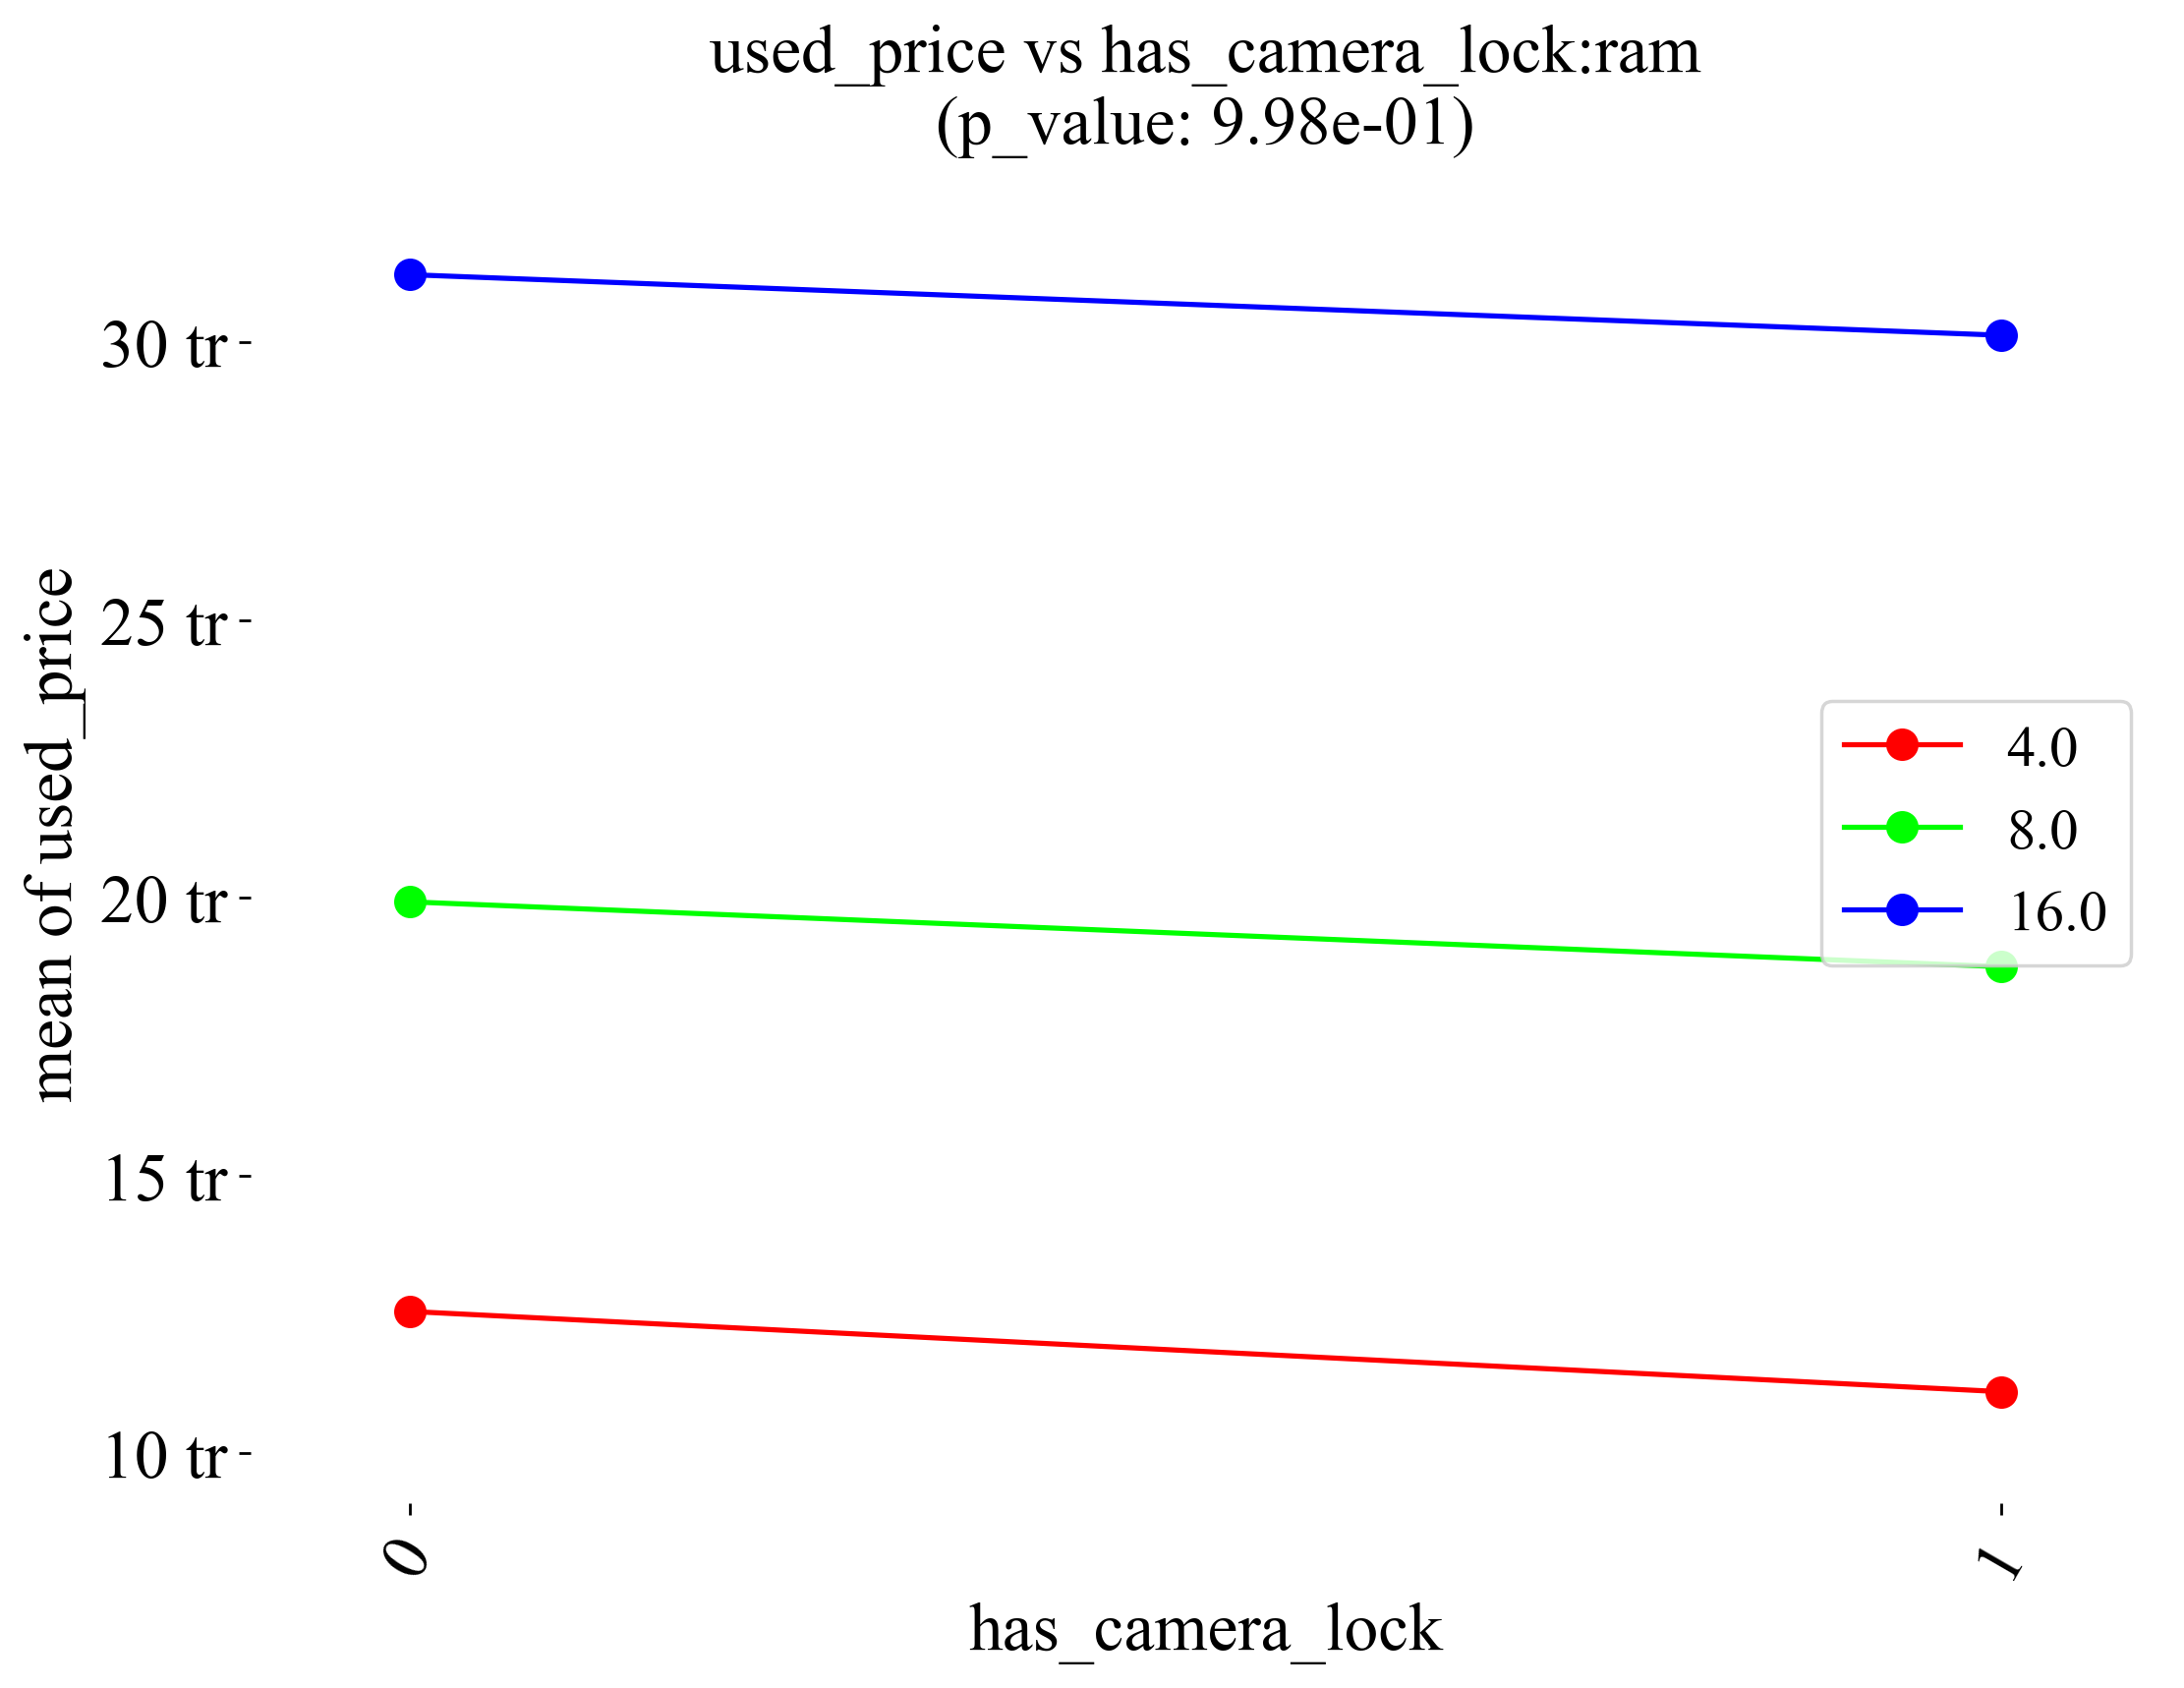 used_price vs has_camera_lock:ram
(p_value: 9.98e-01)
mean of used_price
30 tr
25 tr
20 tr
15 tr
10 tr
4.0
8.0
16.0
0
1
has_camera_lock